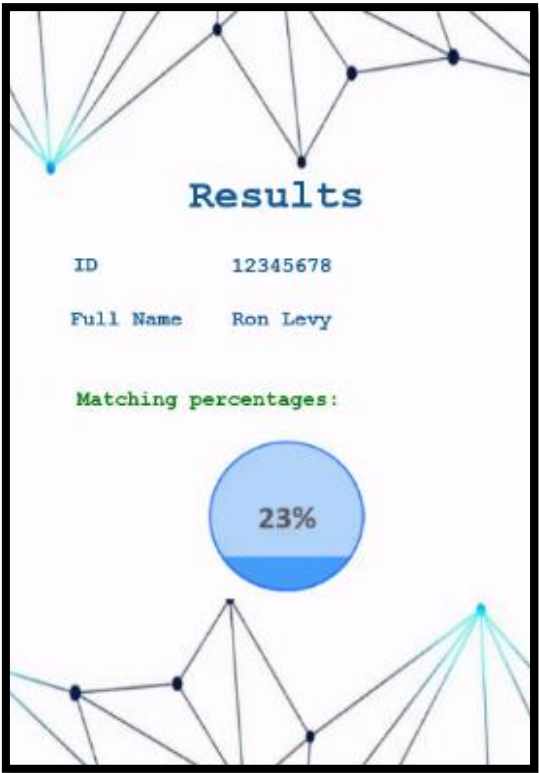 Results
ID 12345678
Full Name Ron Levy
Matching percentages:
23%